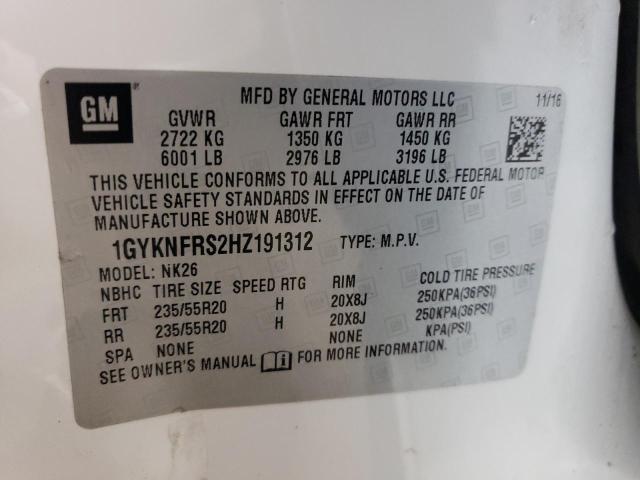 GM
MFD BY GENERAL MOTORS LLC 11/16
GVWR GAWR FRT GAWR RR
2722 KG 1350 KG 1450 KG
6001 LB 2976 LB 3196 LB
THIS VEHICLE CONFORMS TO ALL APPLICABLE U.S. FEDERAL MOTOR
VEHICLE SAFETY STANDARDS IN EFFECT ON THE DATE OF
MANUFACTURE SHOWN ABOVE.
1GYKNFRS2HZ191312 TYPE: M.P.V.
MODEL: NK26
NBHC TIRE SIZE SPEED RTG RIM COLD TIRE PRESSURE
FRT 235/55R20 H 20X8J 250KPA(36PSI)
RR 235/55R20 H 20X8J 250KPA(36PSI)
SPA NONE NONE KPA(PSI)
SEE OWNER'S MANUAL FOR MORE INFORMATION.